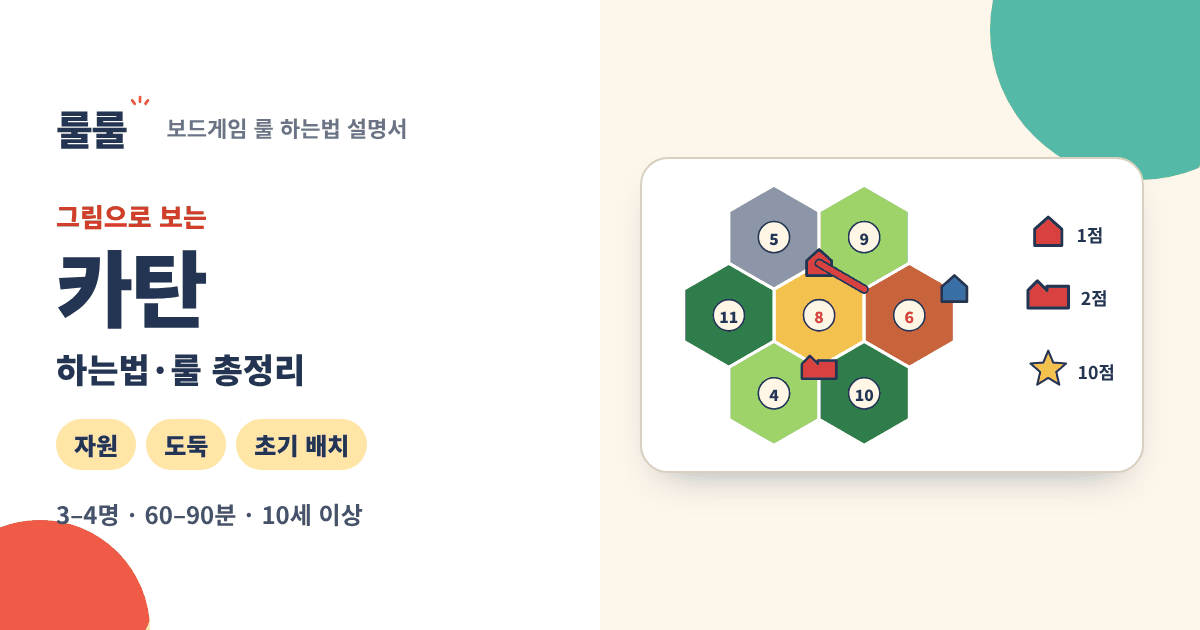 룰룰 보드게임 룰 하는법 설명서
그림으로 보는
카탄
하는법·룰 총정리
자원 도둑 초기 배치
3–4명 · 60–90분 · 10세 이상
5 9
11 8 6
4 10
1점
2점
10점